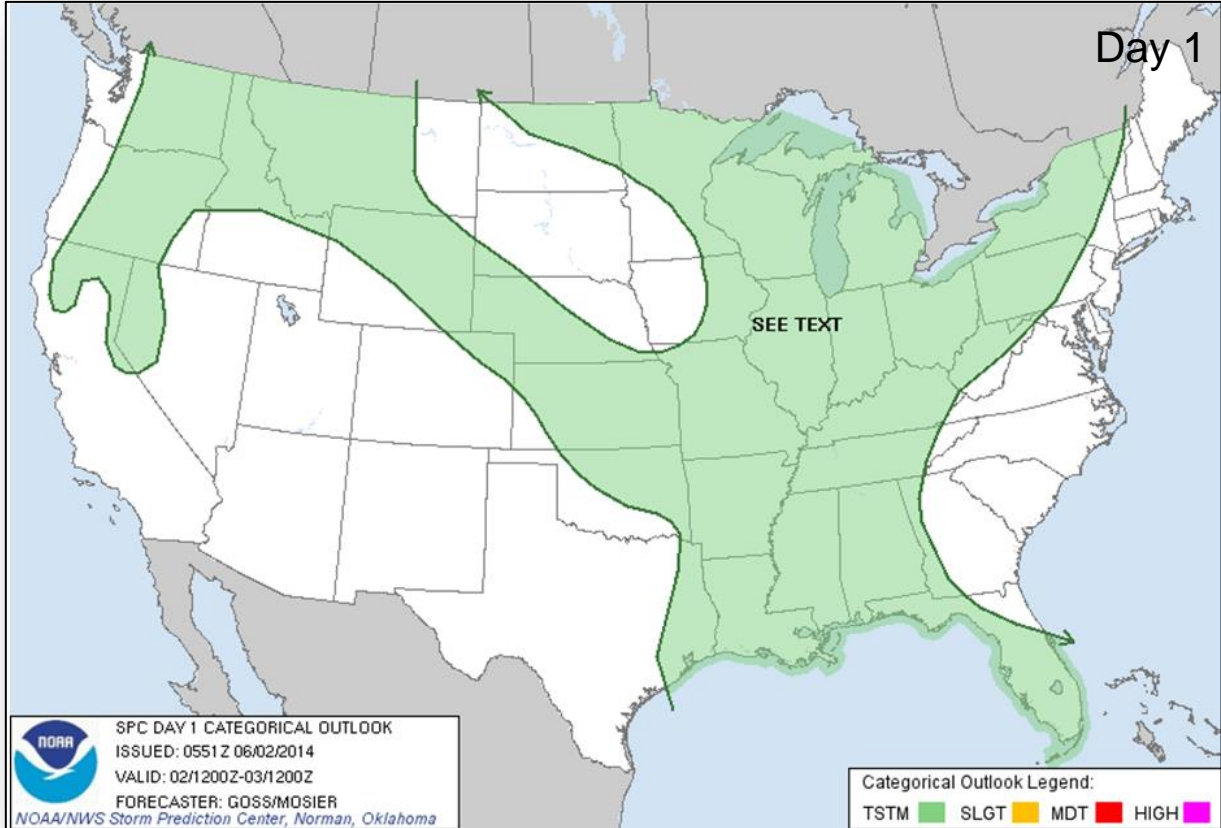 Day 1
SEE TEXT
NOAA
SPC DAY 1 CATEGORICAL OUTLOOK
ISSUED: 0551Z 06/02/2014
VALID: 02/1200Z-03/1200Z
FORECASTER: GOSS/MOSIER
NOAA/NWS Storm Prediction Center, Norman, Oklahoma
Categorical Outlook Legend:
TSTM SLGT MDT HIGH